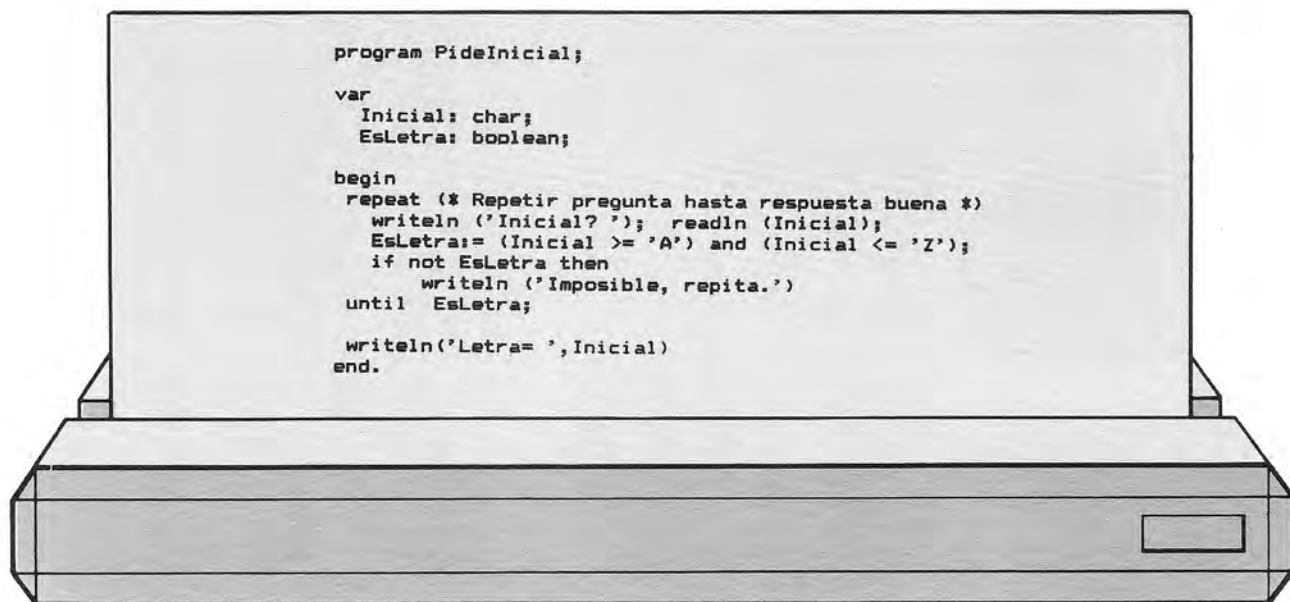 program PideInicial;
var
Inicial: char;
EsLetra: boolean;
begin
repeat (* Repetir pregunta hasta respuesta buena *)
writeln ('Inicial? '); readln (Inicial);
EsLetra:= (Inicial >= 'A') and (Inicial <= 'Z');
if not EsLetra then
writeln ('Imposible, repita.')
until EsLetra;
writeln('Letra= ',Inicial)
end.